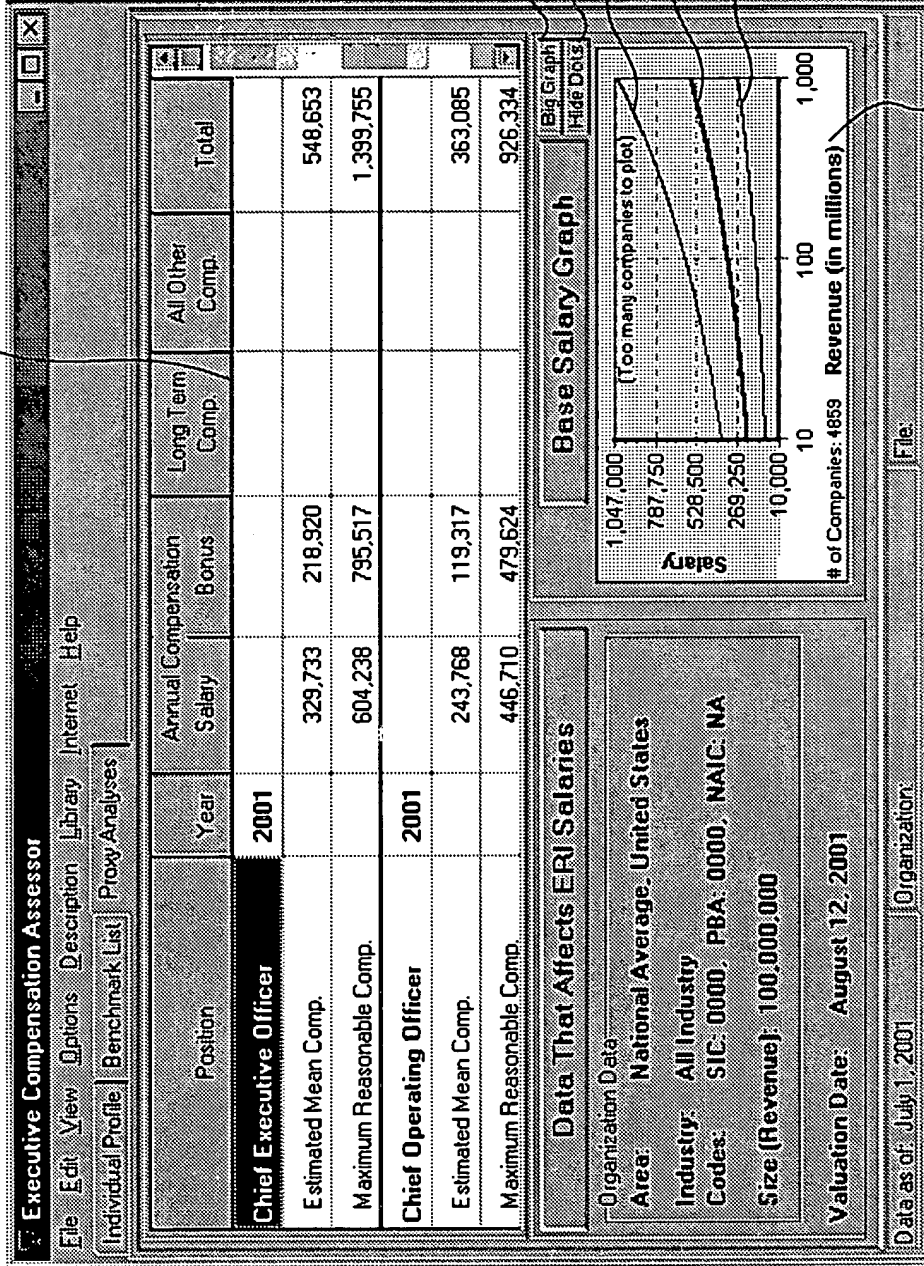 Executive Compensation Assessor
File Edit View Options Description Library Internet Help
Individual Profile Benchmark List Proxy Analyses
Position Year Annual Compensation Salary Bonus Long Term Comp. All Other Comp. Total
Chief Executive Officer 2001
Estimated Mean Comp. 329,733 218,920 548,653
Maximum Reasonable Comp. 604,238 795,517 1,399,755
Chief Operating Officer 2001
Estimated Mean Comp. 243,768 119,317 363,085
Maximum Reasonable Comp. 446,710 479,624 926,334
Data That Affects ERI Salaries
Organization Data
Area: National Average, United States
Industry: All Industry
Codes: SIC: 0000, PBA: 0000, NAIC: NA
Size (Revenue): 100,000,000
Valuation Date: August 12, 2001
Base Salary Graph
Big Graph
Hide Dots
(Too many companies to plot)
Salary
1,047,000
787,750
528,500
269,250
10,000
10 100 1,000
# of Companies: 4859 Revenue (in millions)
Data as of: July 1, 2001 Organization: File: